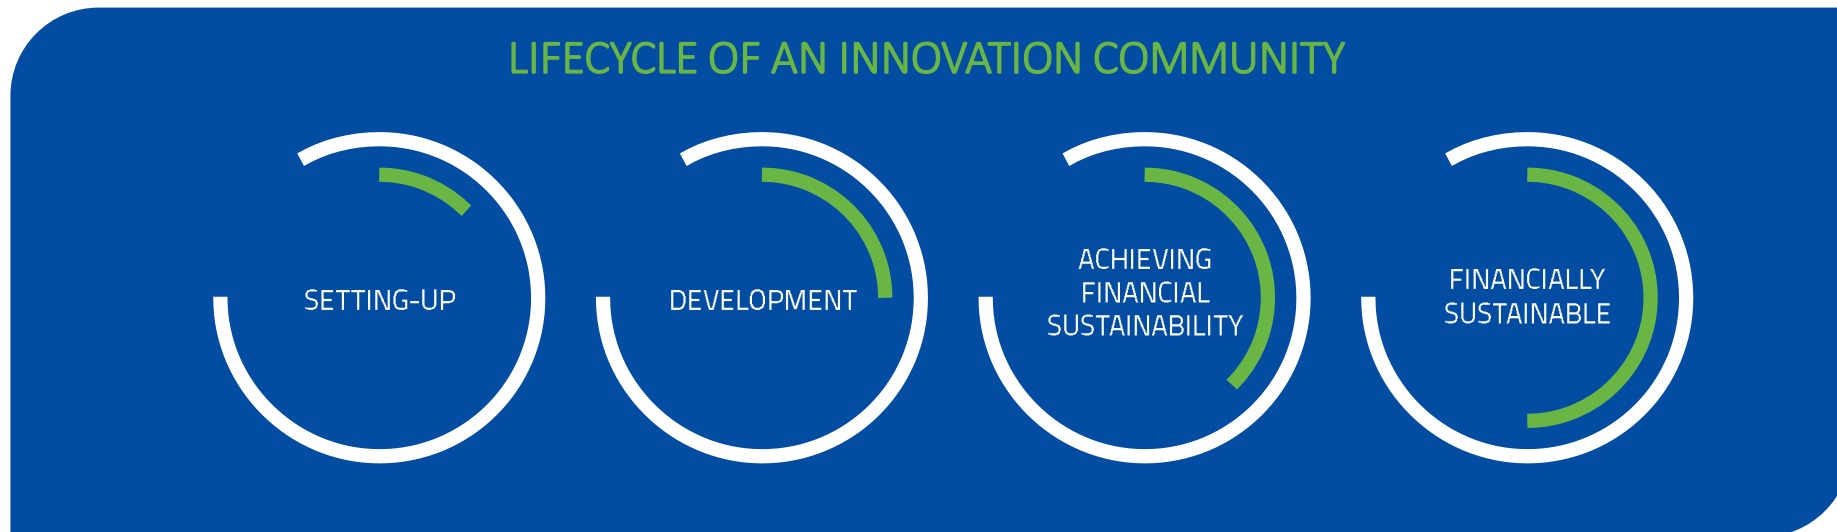 LIFECYCLE OF AN INNOVATION COMMUNITY
SETTING-UP
DEVELOPMENT
ACHIEVING
FINANCIAL
SUSTAINABILITY
FINANCIALLY
SUSTAINABLE